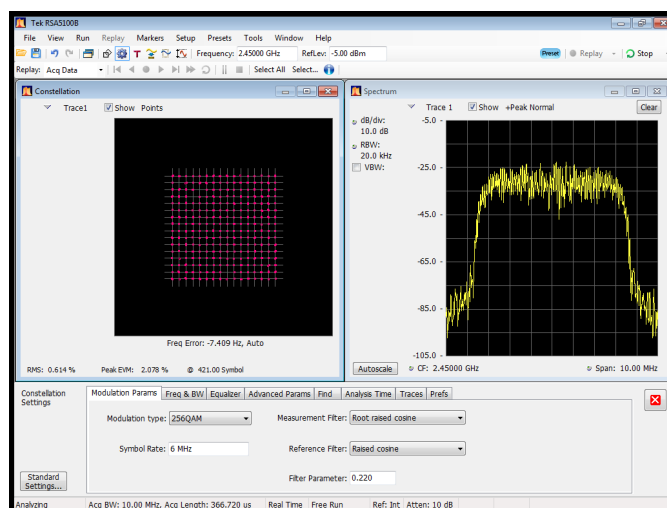 Tek RSA5100B
File View Run Replay Markers Setup Presets Tools Window Help
T Frequency: 2.45000 GHz RefLev: -5.00 dBm Preset Replay Stop
Replay: Acq Data Select All Select...
Constellation
Trace1 Show Points
Freq Error: -7.409 Hz, Auto
RMS: 0.614 % Peak EVM: 2.078 % @ 421.00 Symbol
Spectrum
Trace 1 Show +Peak Normal Clear
dB/div:
10.0 dB
RBW:
20.0 kHz
VBW:
-5.0
-25.0
-45.0
-65.0
-85.0
-105.0
Autoscale CF: 2.45000 GHz Span: 10.00 MHz
Constellation
Settings
Modulation Params Freq & BW Equalizer Advanced Params Find Analysis Time Traces Prefs
Modulation type: 256QAM Measurement Filter: Root raised cosine
Symbol Rate: 6 MHz Reference Filter: Raised cosine
Filter Parameter: 0.220
Standard
Settings...
Analyzing Acq BW: 10.00 MHz, Acq Length: 366.720 us Real Time Free Run Ref: Int Atten: 10 dB